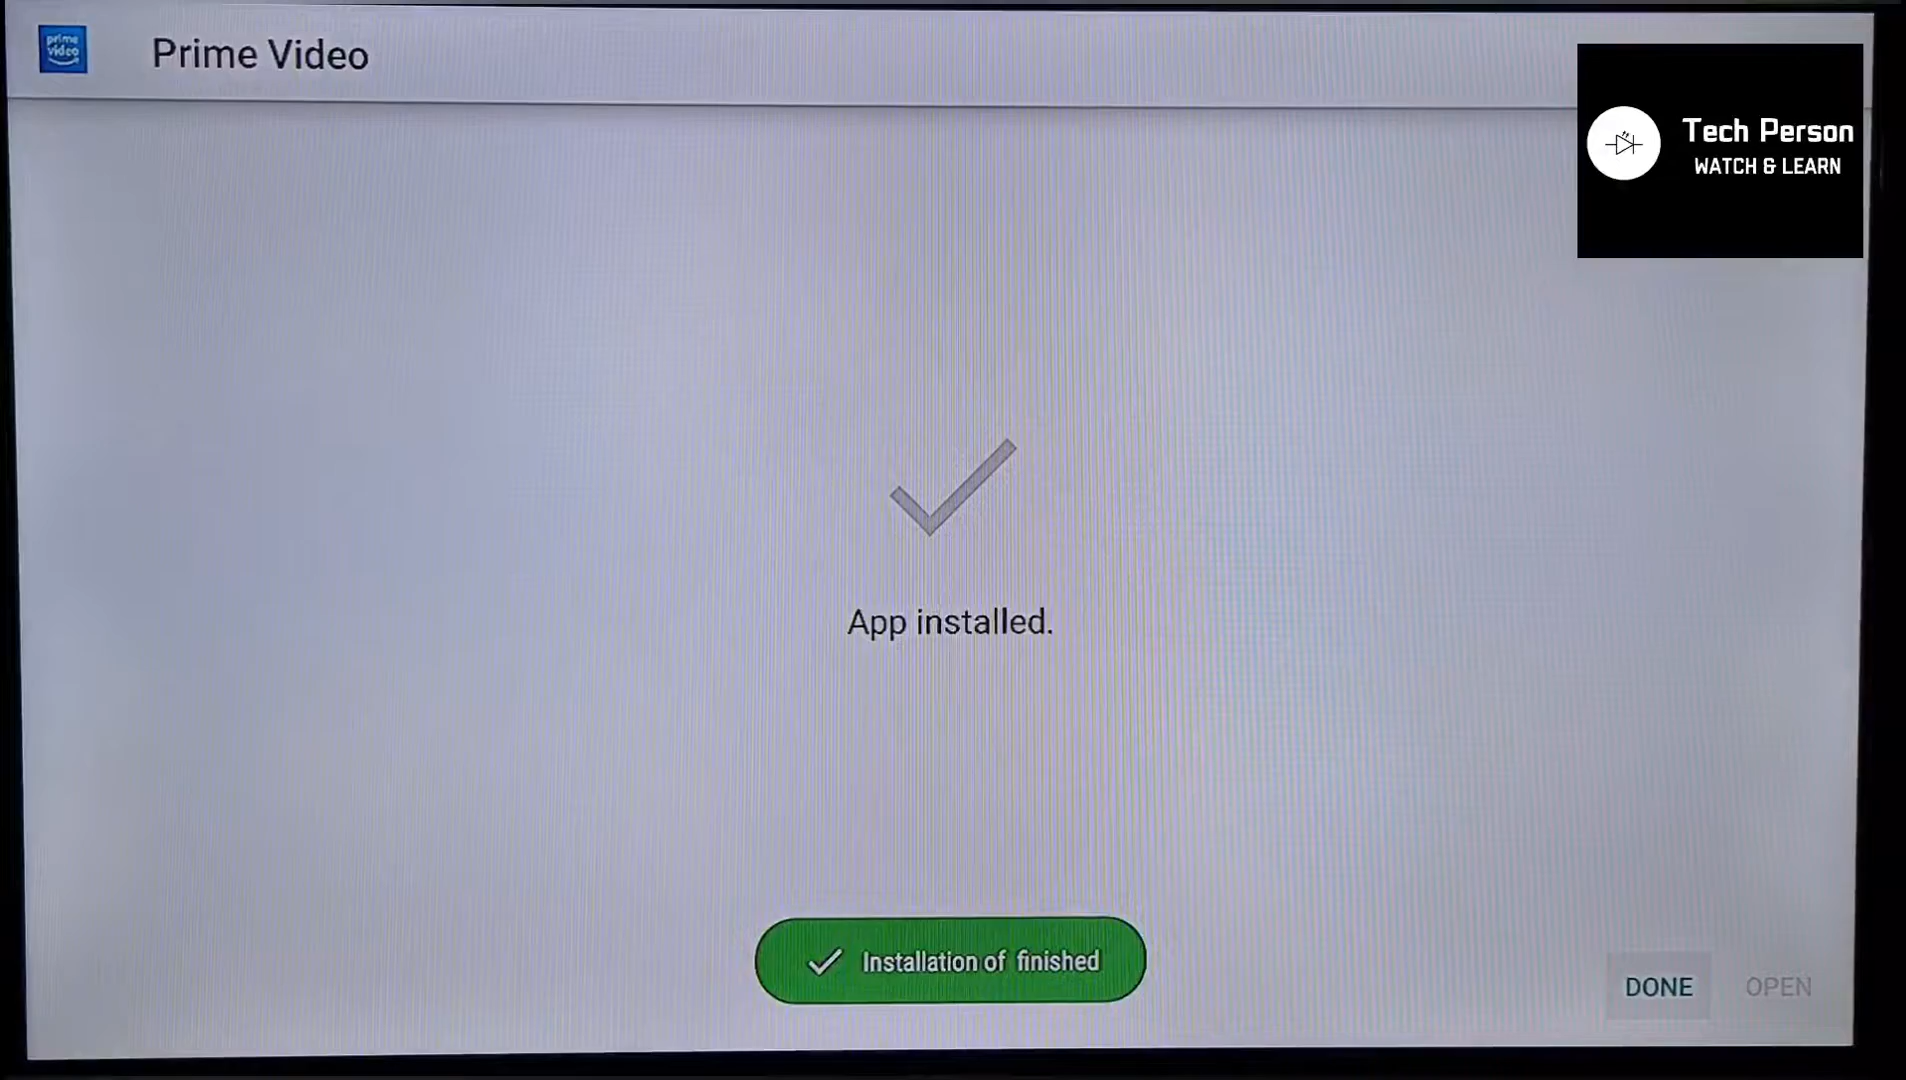 prime
video
Prime Video
Tech Person
WATCH & LEARN
App installed.
Installation of finished
DONE
OPEN